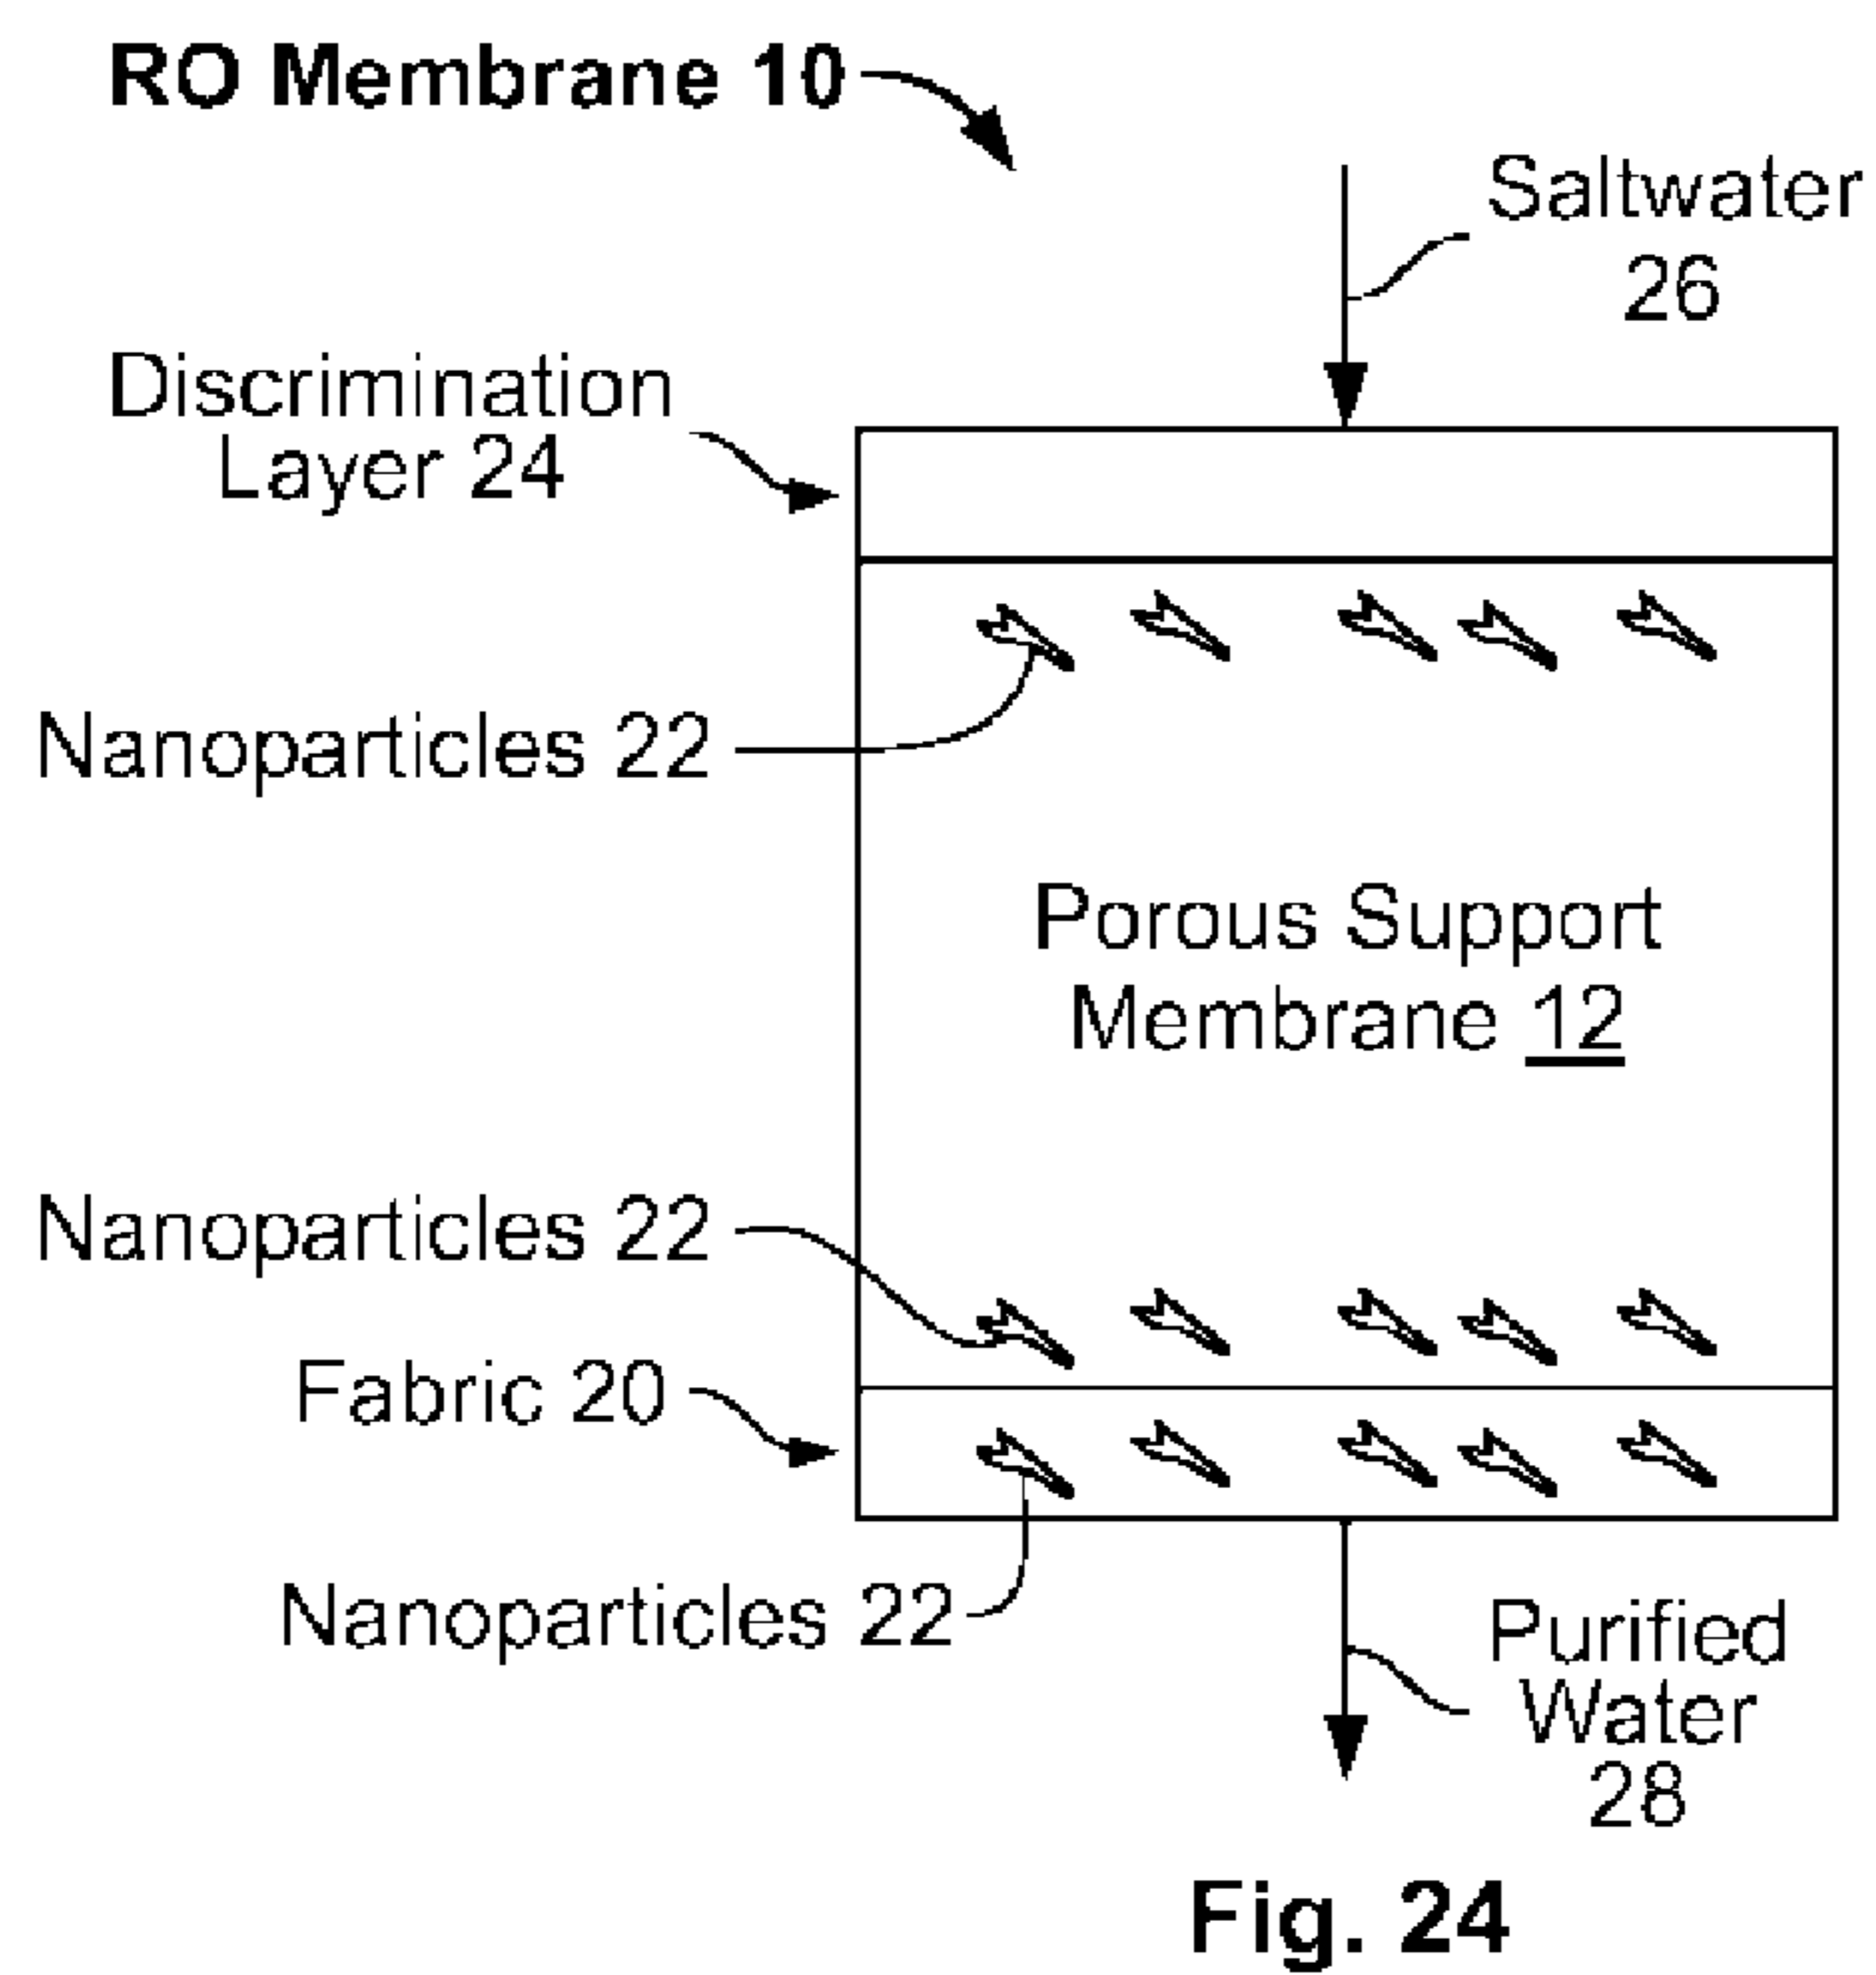 RO Membrane 10
Saltwater
26
Discrimination
Layer 24
Nanoparticles 22
Porous Support
Membrane 12
Nanoparticles 22
Fabric 20
Nanoparticles 22
Purified
Water
28
Fig. 24